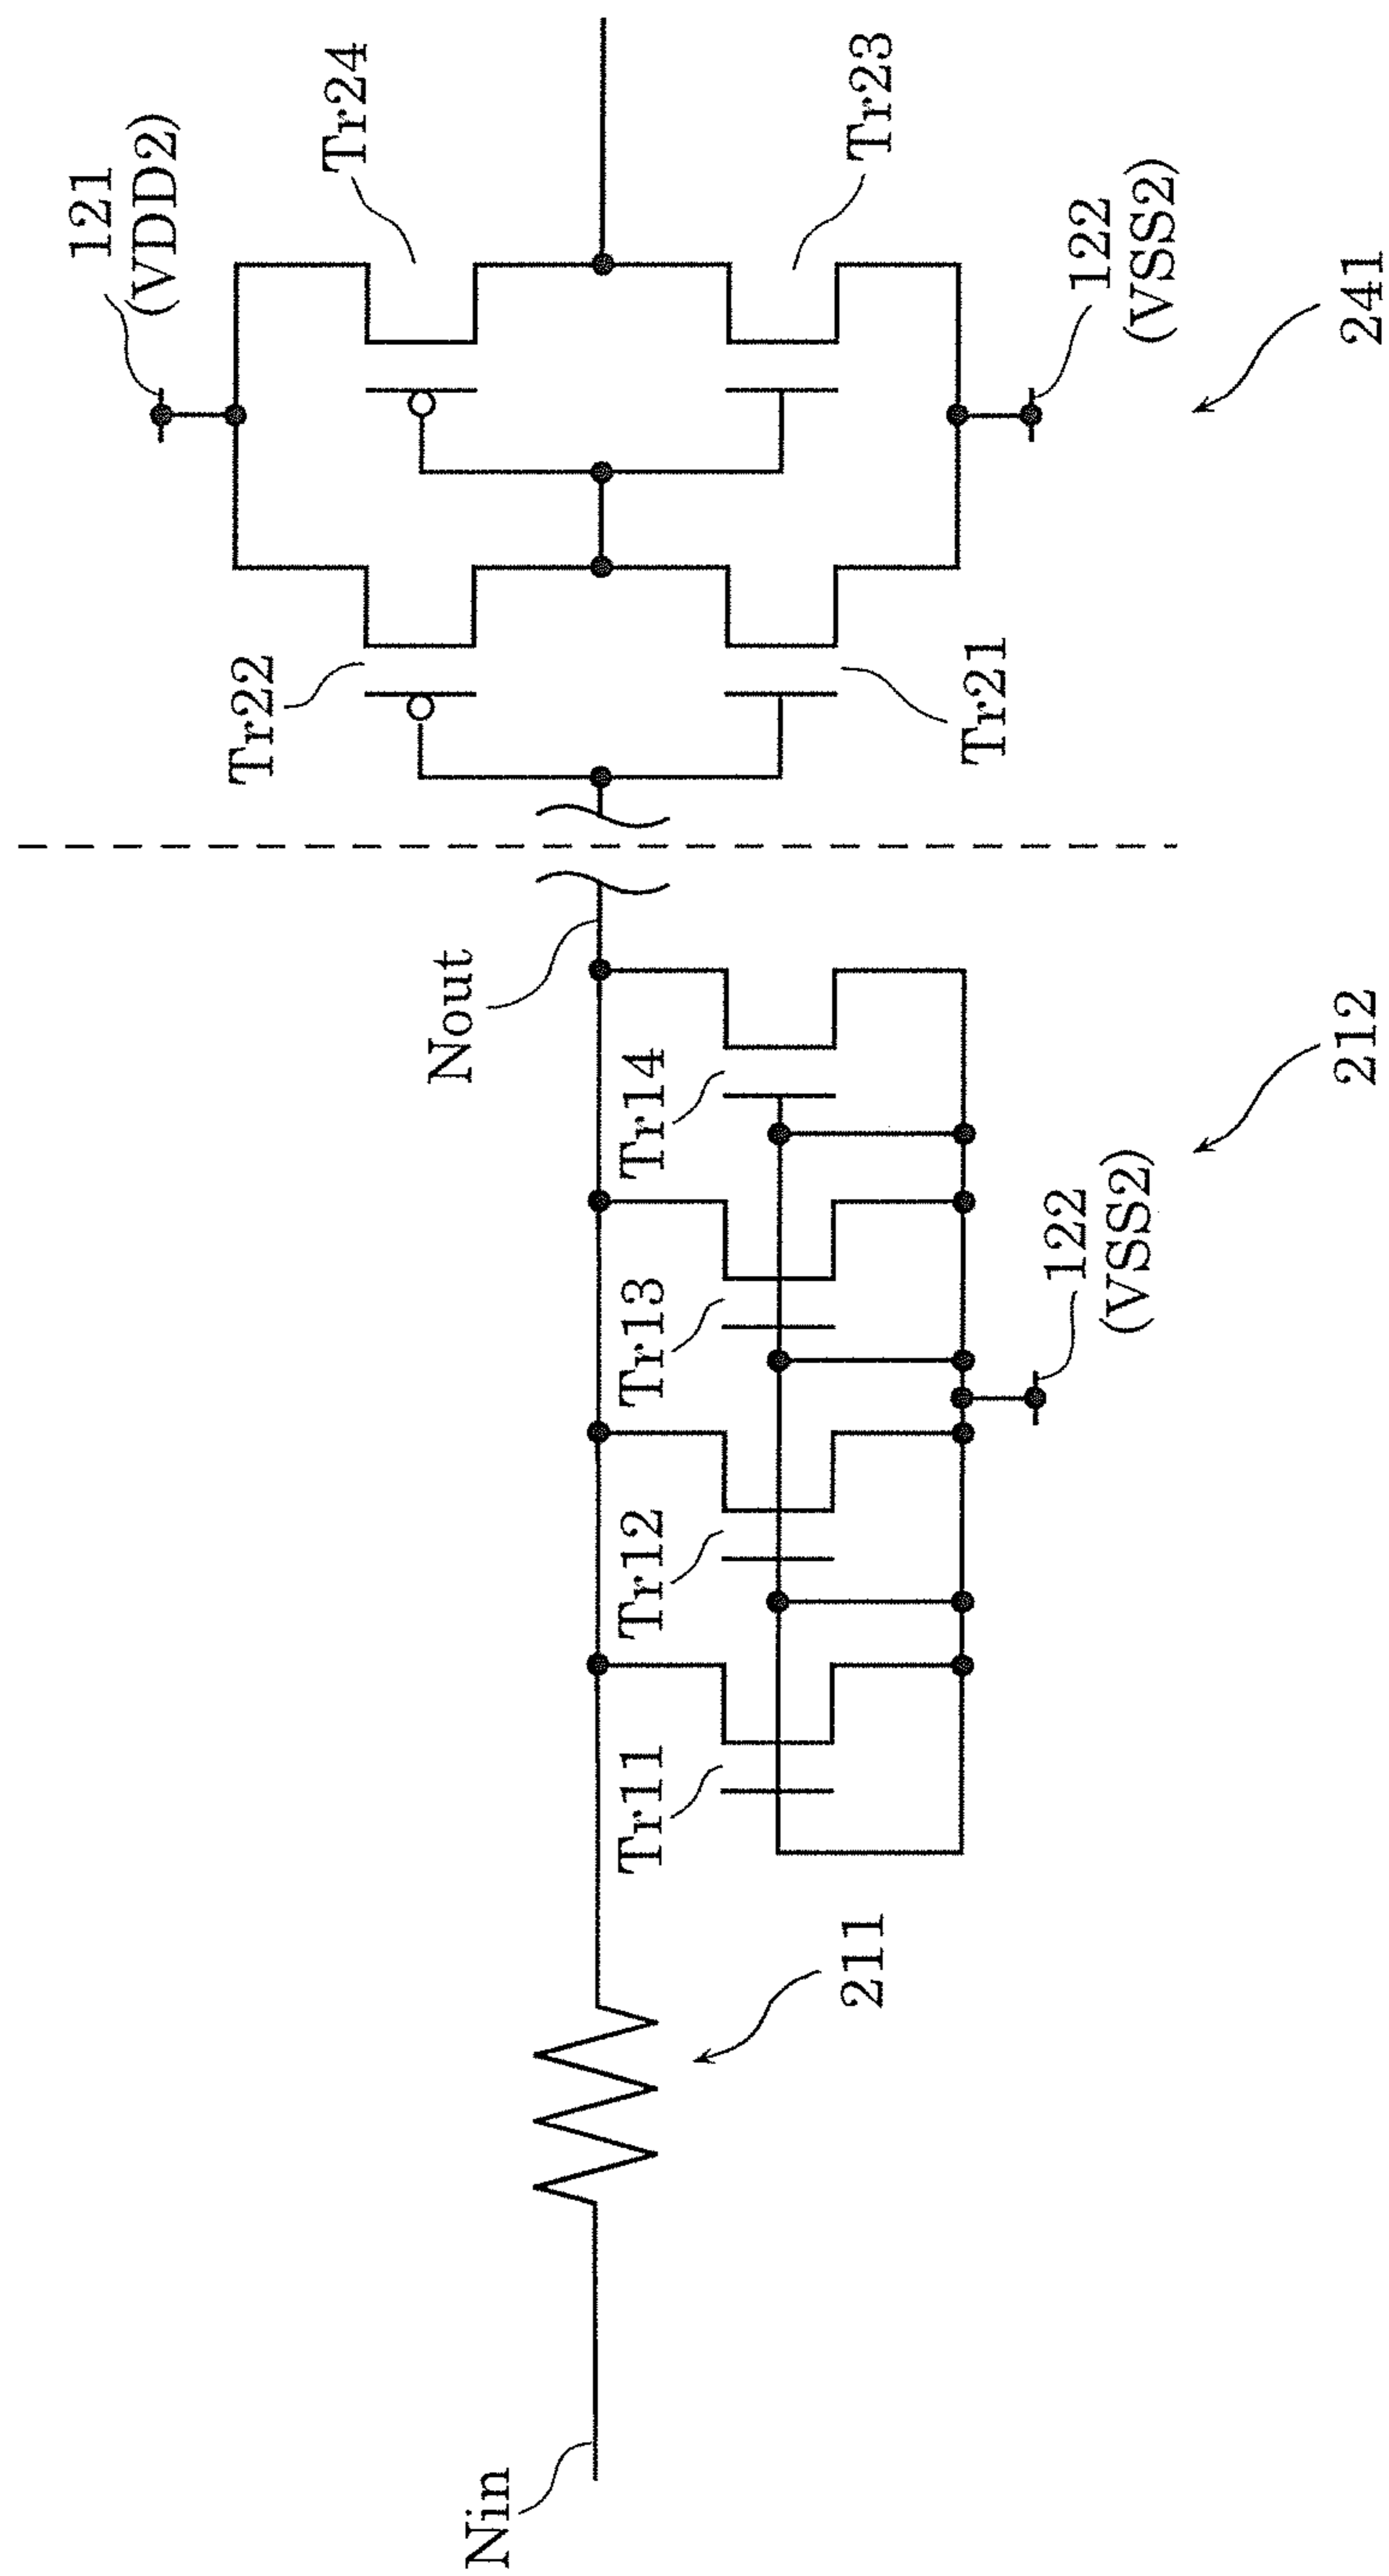 121
(VDD2)
Tr24
Tr23
122
(VSS2)
241
Tr22
Tr21
Nout
Tr14
Tr13
Tr12
Tr11
122
(VSS2)
212
211
Nin